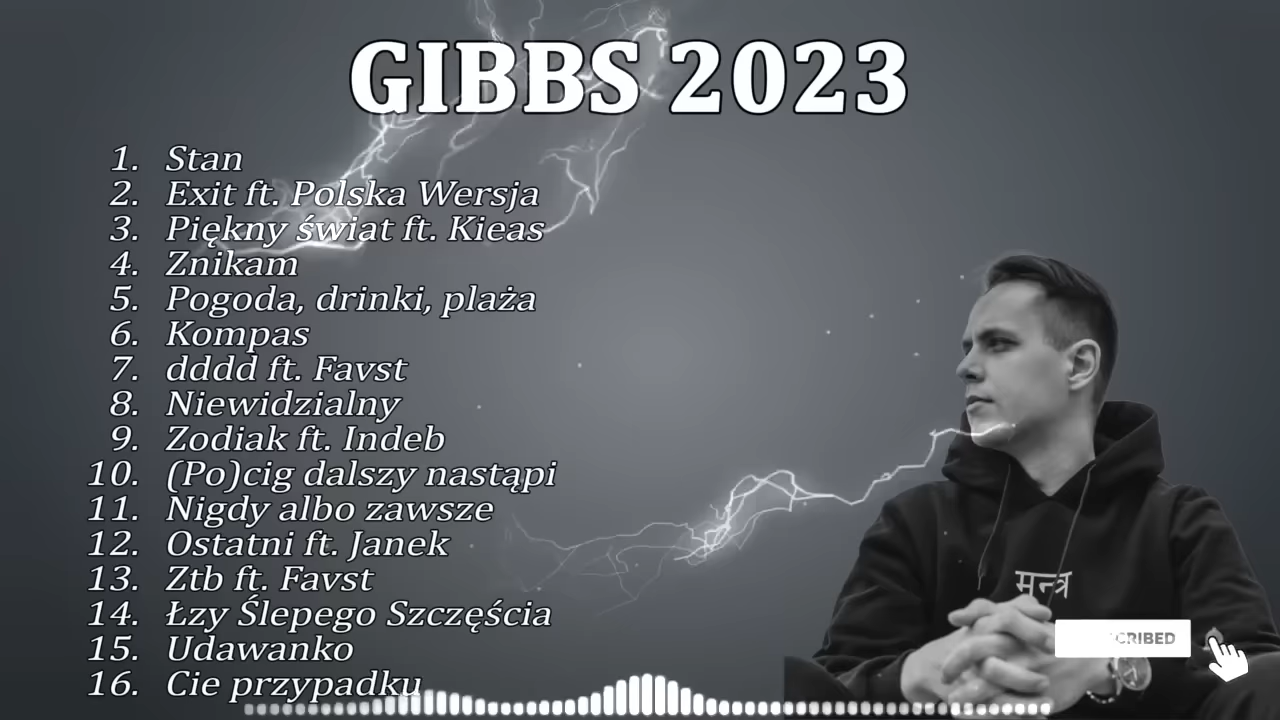 GIBBS 2023
1. Stan
2. Exit ft. Polska Wersja
3. Piękny świat ft. Kieas
4. Znikam
5. Pogoda, drinki, plaża
6. Kompas
7. dddd ft. Favst
8. Niewidzialny
9. Zodiak ft. Indeb
10. (Po)cig dalszy nastąpi
11. Nigdy albo zawsze
12. Ostatni ft. Janek
13. Ztb ft. Favst
14. Łzy Ślepego Szczęścia
15. Udawanko
16. Cie przypadku
मन्त्र
CRIBED